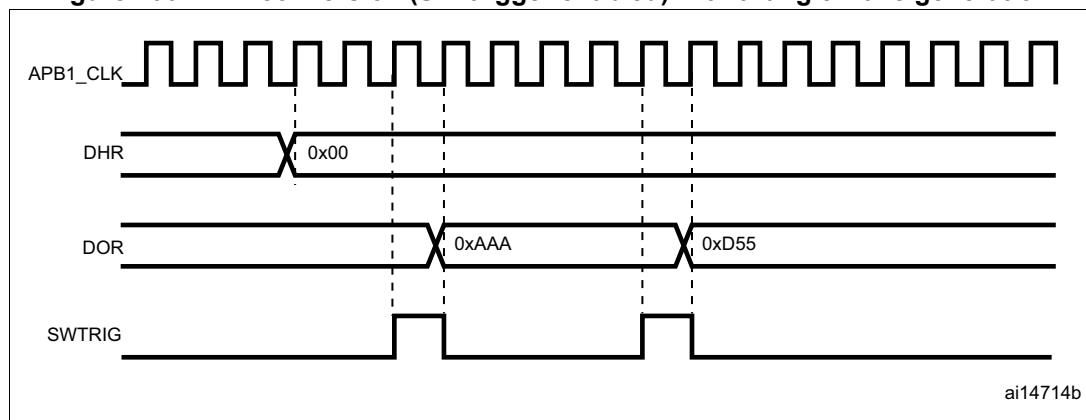 APB1_CLK
DHR
0x00
DOR
0xAAA
0xD55
SWTRIG
ai14714b